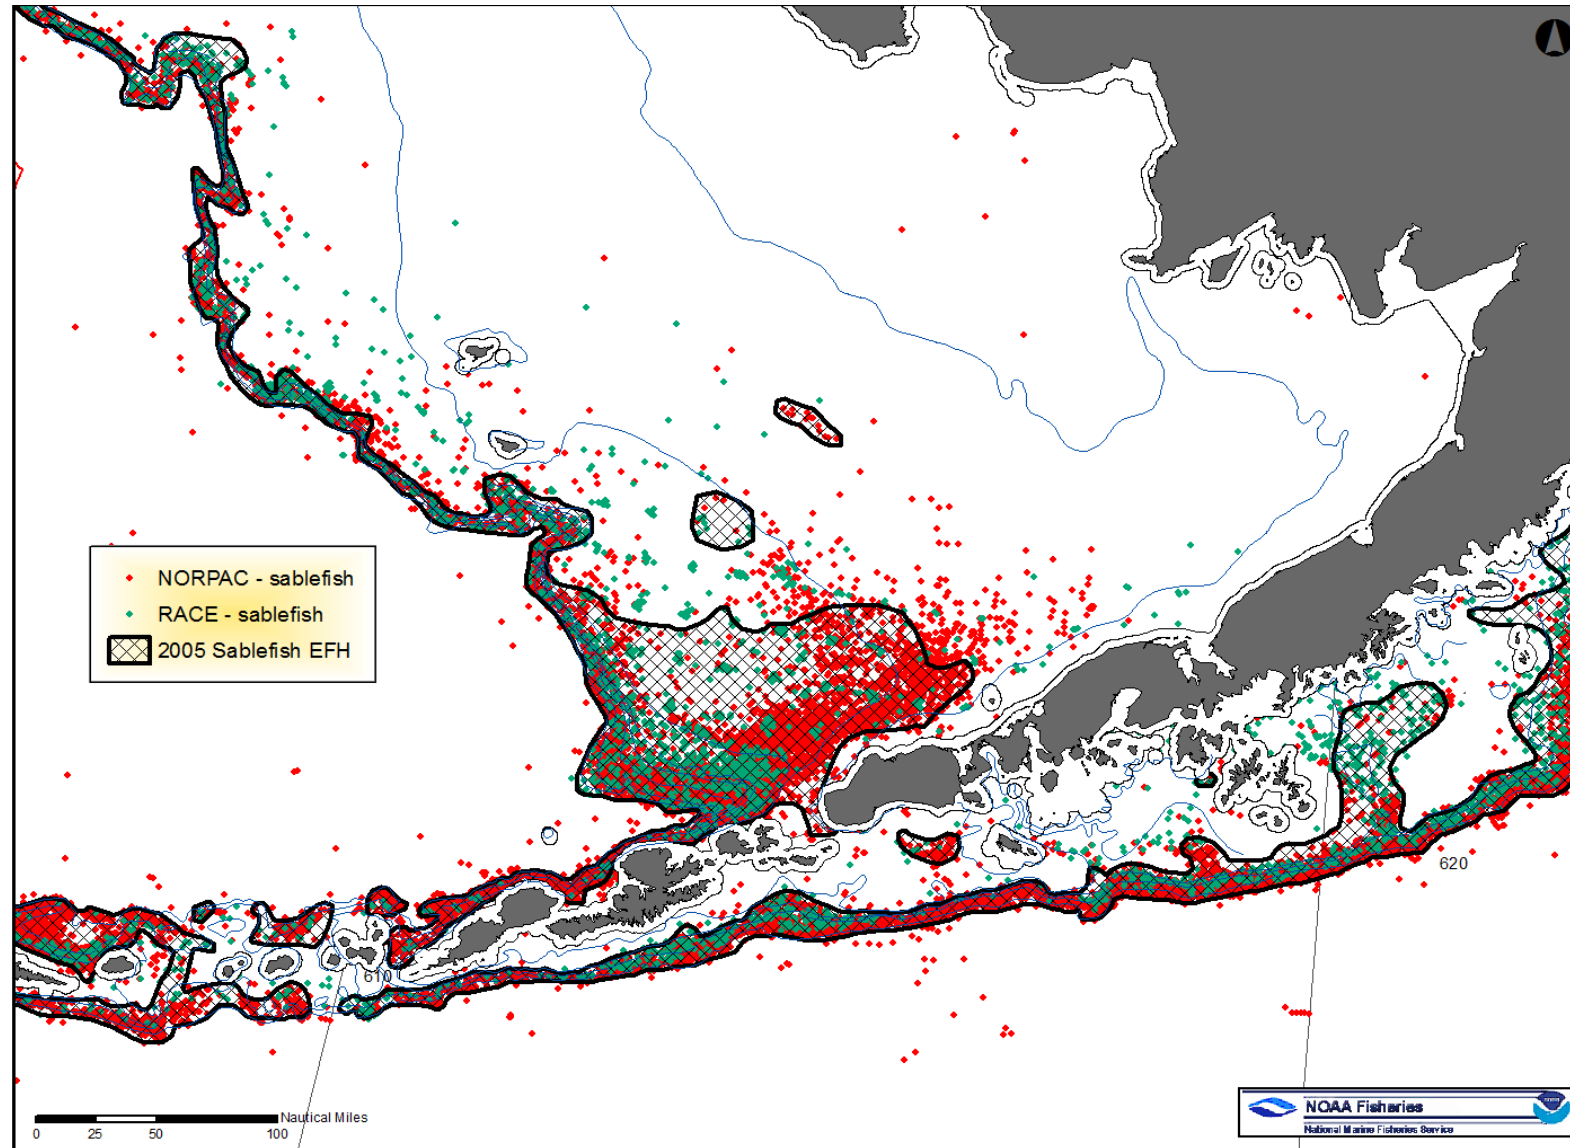 NORPAC - sablefish
RACE - sablefish
2005 Sablefish EFH
620
610
Nautical Miles
0 25 50 100
NOAA Fisheries
National Marine Fisheries Service